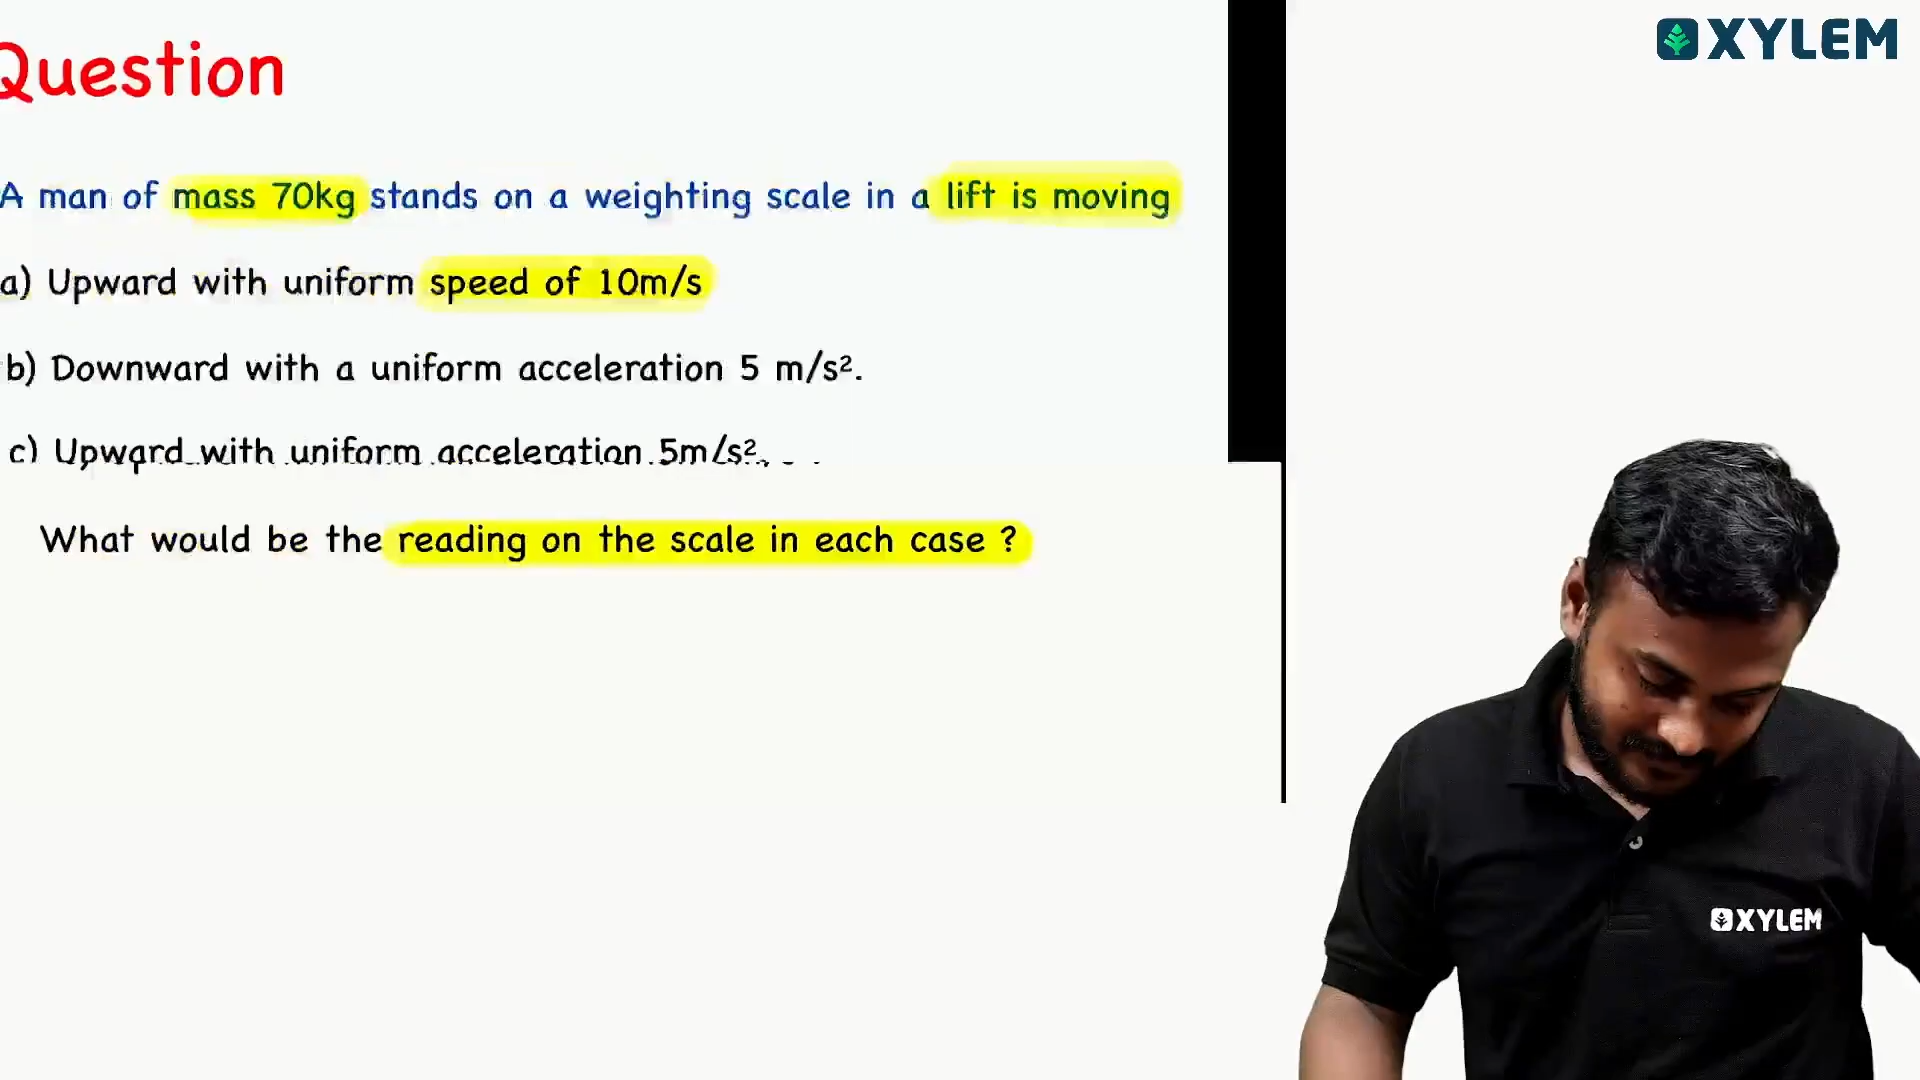 XYLEM
Question
A man of mass 70kg stands on a weighting scale in a lift is moving
a) Upward with uniform speed of 10m/s
b) Downward with a uniform acceleration 5 m/s².
c) Upward with uniform acceleration 5m/s².
What would be the reading on the scale in each case ?
XYLEM